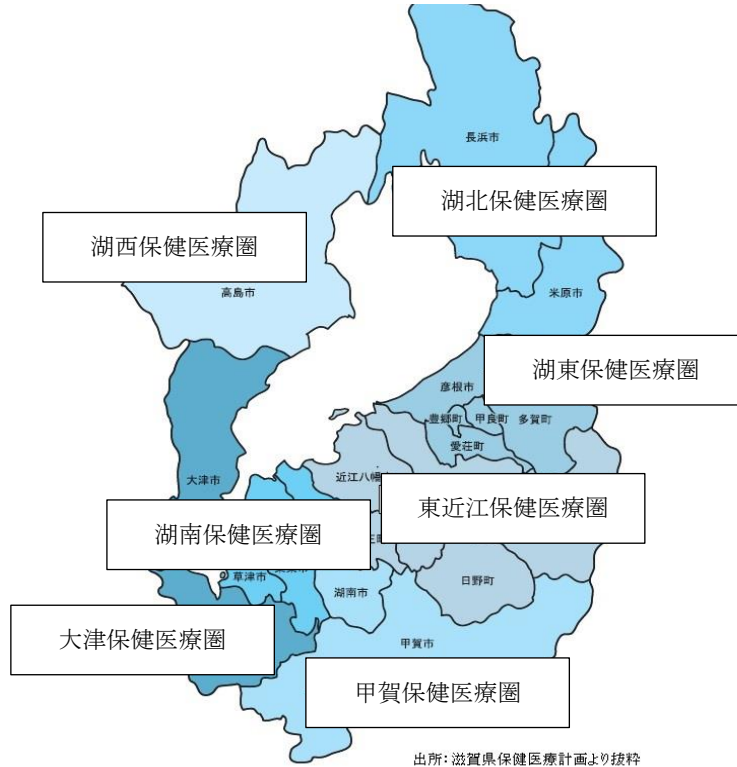 長浜市
湖北保健医療圏
湖西保健医療圏
高島市
米原市
湖東保健医療圏
彦根市
豊郷町
甲良町
多賀町
愛荘町
近江八幡
大津市
東近江保健医療圏
湖南保健医療圏
草津市
日野町
湖南市
大津保健医療圏
甲賀市
甲賀保健医療圏
出所：滋賀県保健医療計画より抜粋